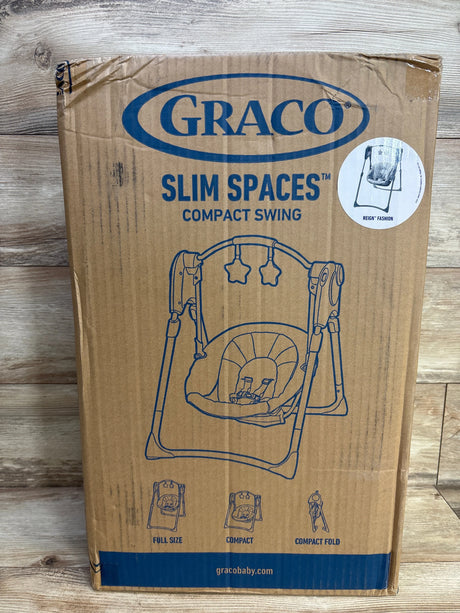 GRACO®
SLIM SPACES™
COMPACT SWING
REIGN™ FASHION
FULL SIZE
COMPACT
COMPACT FOLD
gracobaby.com